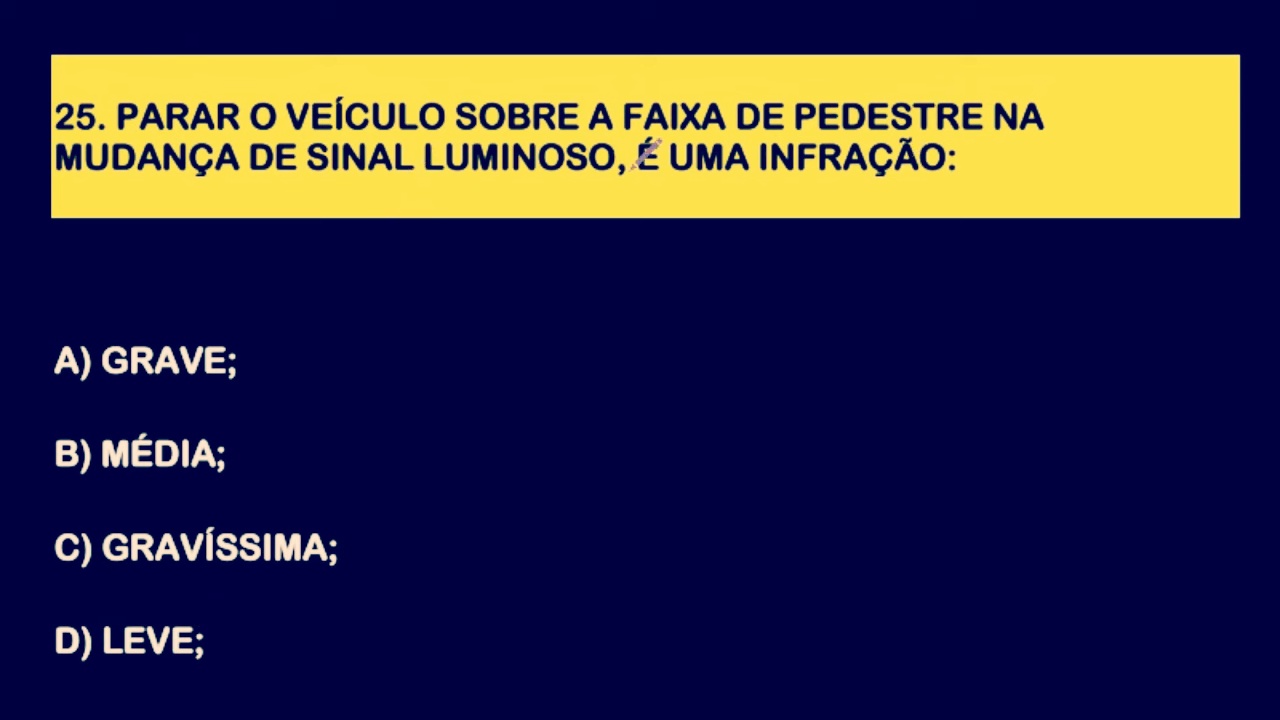 25. PARAR O VEÍCULO SOBRE A FAIXA DE PEDESTRE NA
MUDANÇA DE SINAL LUMINOSO, É UMA INFRAÇÃO:
A) GRAVE;
B) MÉDIA;
C) GRAVÍSSIMA;
D) LEVE;